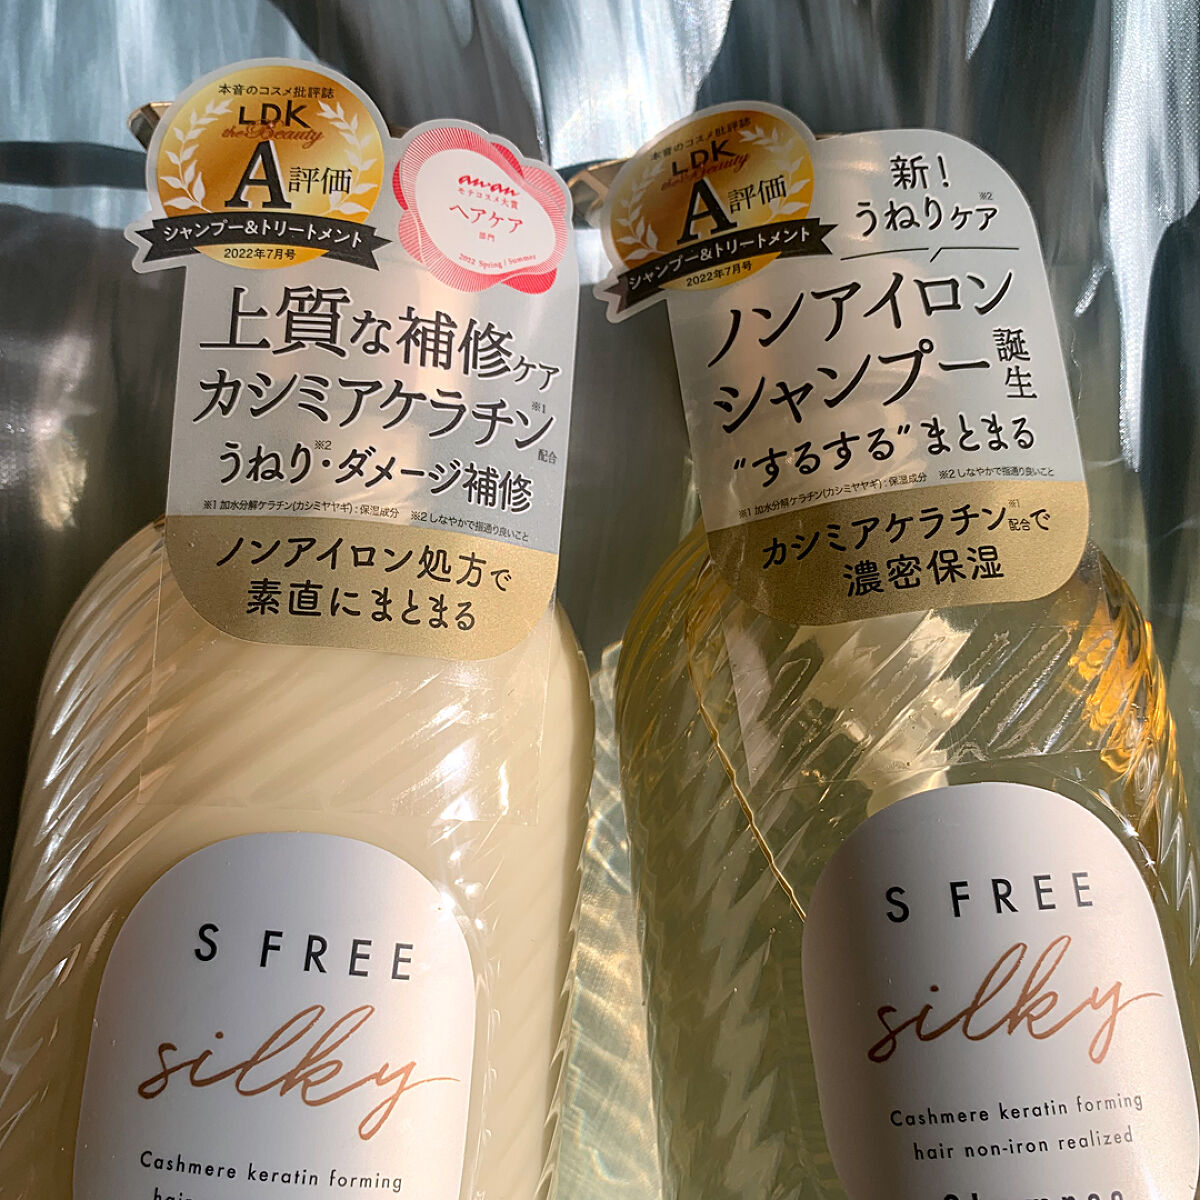 本音のコスメ批評誌
LDK
the Beauty
A評価
シャンプー&トリートメント
2022年7月号
anan
モテコスメ大賞
ヘアケア
部門
2022 Spring / Summer
上質な補修ケア
カシミアケラチン※1配合
うねり※2・ダメージ補修
※1 加水分解ケラチン(カシミヤヤギ):保湿成分 ※2 しなやかで指通り良いこと
ノンアイロン処方で
素直にまとまる
S FREE
silky
Cashmere keratin forming
本音のコスメ批評誌
LDK
the Beauty
A評価
シャンプー&トリートメント
2022年7月号
新!
うねりケア※2
ノンアイロン
シャンプー誕生
“するする”まとまる
※1 加水分解ケラチン(カシミヤヤギ):保湿成分 ※2 しなやかで指通り良いこと
カシミアケラチン※1配合で
濃密保湿
S FREE
silky
Cashmere keratin forming
hair non-iron realized